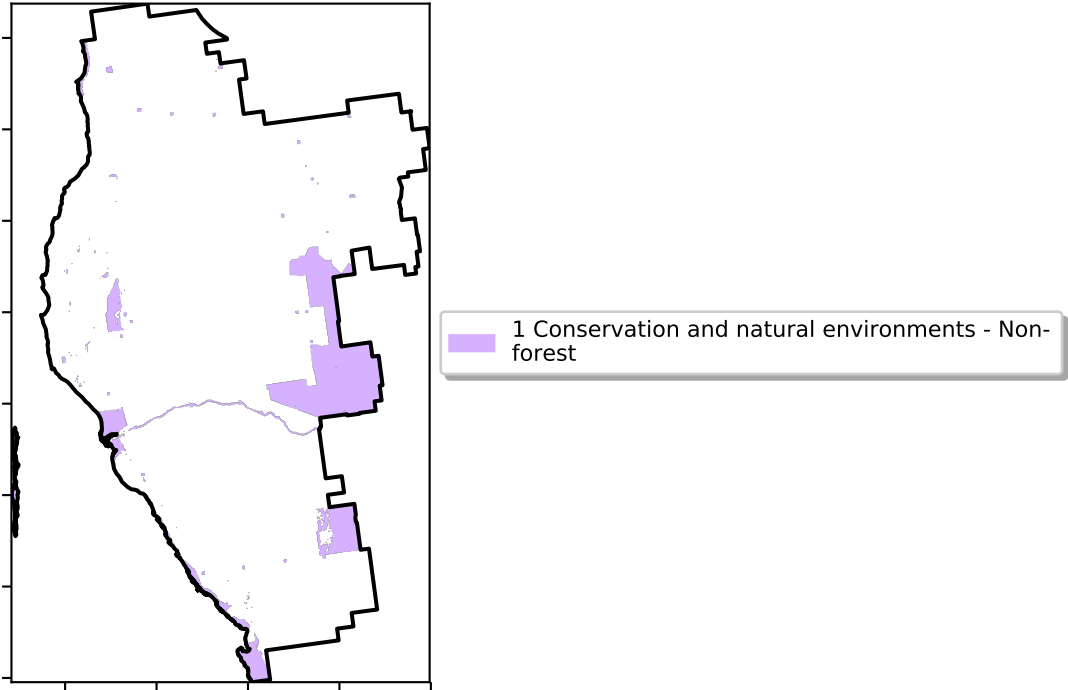 1 Conservation and natural environments - Non-
forest